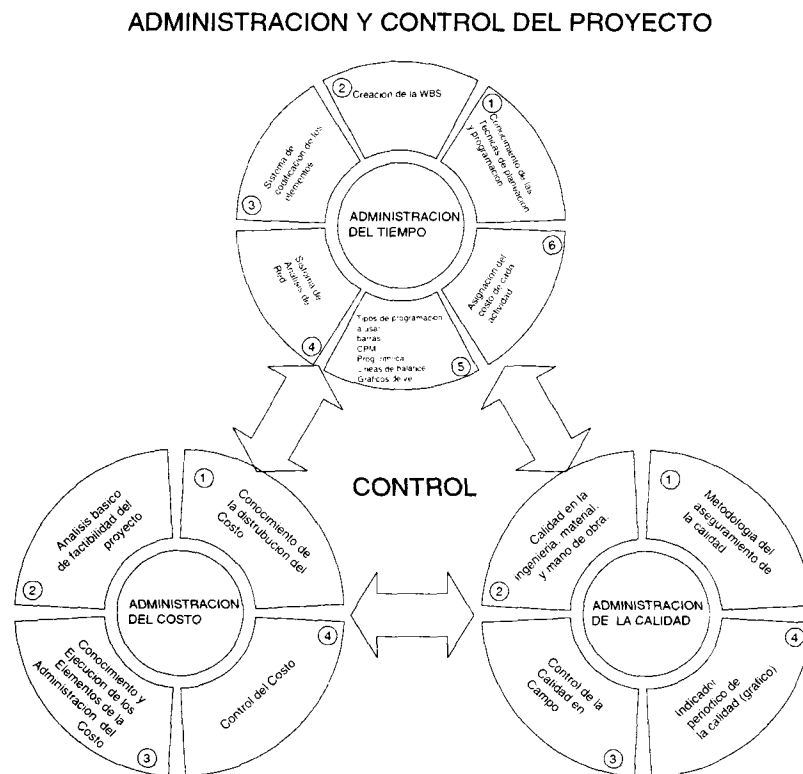 ADMINISTRACION Y CONTROL DEL PROYECTO
2
Creacion de la WBS
1
Conocimiento de las
Tecnicas de planeacion
y programacion
6
Asignacion del
costo de cada
actividad
5
Tipos de programacion
a usar
barras
CPM
Lineas de balance
Graficos de ve
4
Sistema de
Analisis de
Red
3
Sistema de
codificacion de los
elementos
ADMINISTRACION
DEL TIEMPO
CONTROL
1
Conocimiento de
la distrubucion del
Costo
2
Analisis basico
de factibilidad del
proyecto
3
Conocimiento y
Ejecucion de los
Elementos de la
Administracion del
Costo
4
Control del Costo
ADMINISTRACION
DEL COSTO
1
Metodologia del
aseguramiento de
la calidad
2
Calidad en la
ingenieria, material,
y mano de obra.
3
Control de la
Calidad en
Campo
4
Indicador
periodico de
la calidad (grafico)
ADMINISTRACION
DE LA CALIDAD